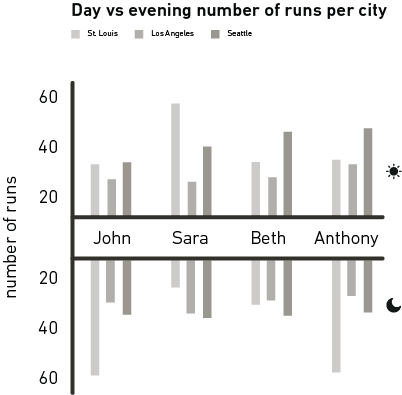 Day vs evening number of runs per city
St. Louis Los Angeles Seattle
60
40
20
number of runs
John Sara Beth Anthony
20
40
60